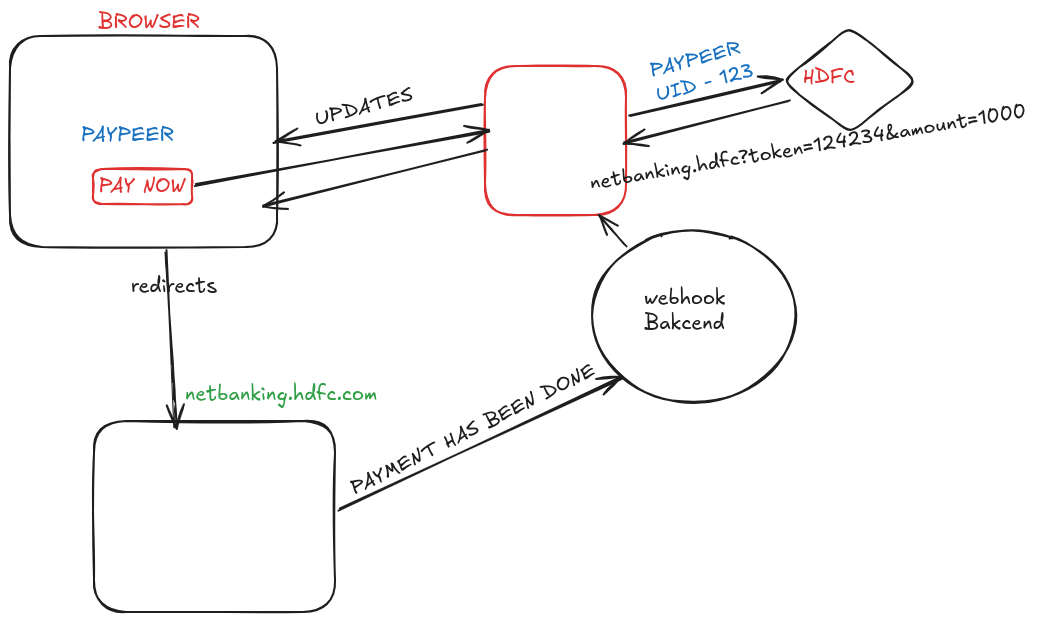 BROWSER
PAYPEER
PAY NOW
UPDATES
PAYPEER
UID - 123
HDFC
netbanking.hdfc?token=124234&amount=1000
redirects
webhook
Bakcend
netbanking.hdfc.com
PAYMENT HAS BEEN DONE